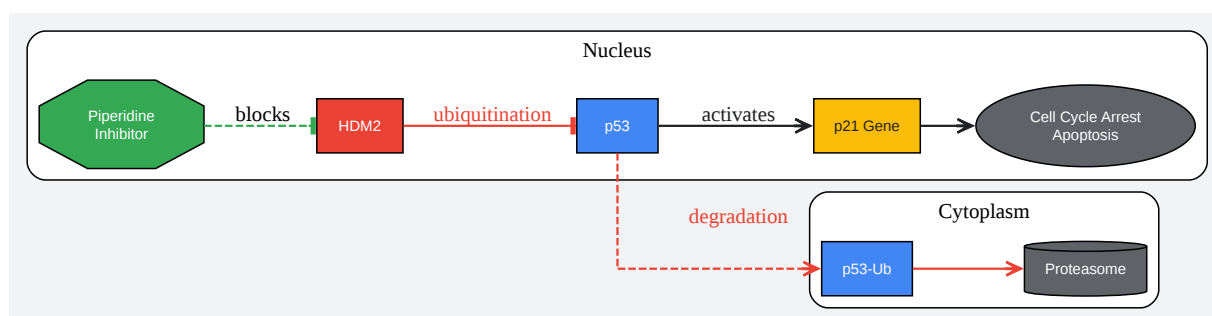 Nucleus
Piperidine
Inhibitor
blocks
HDM2
ubiquitination
p53
activates
p21 Gene
Cell Cycle Arrest
Apoptosis
degradation
Cytoplasm
p53-Ub
Proteasome